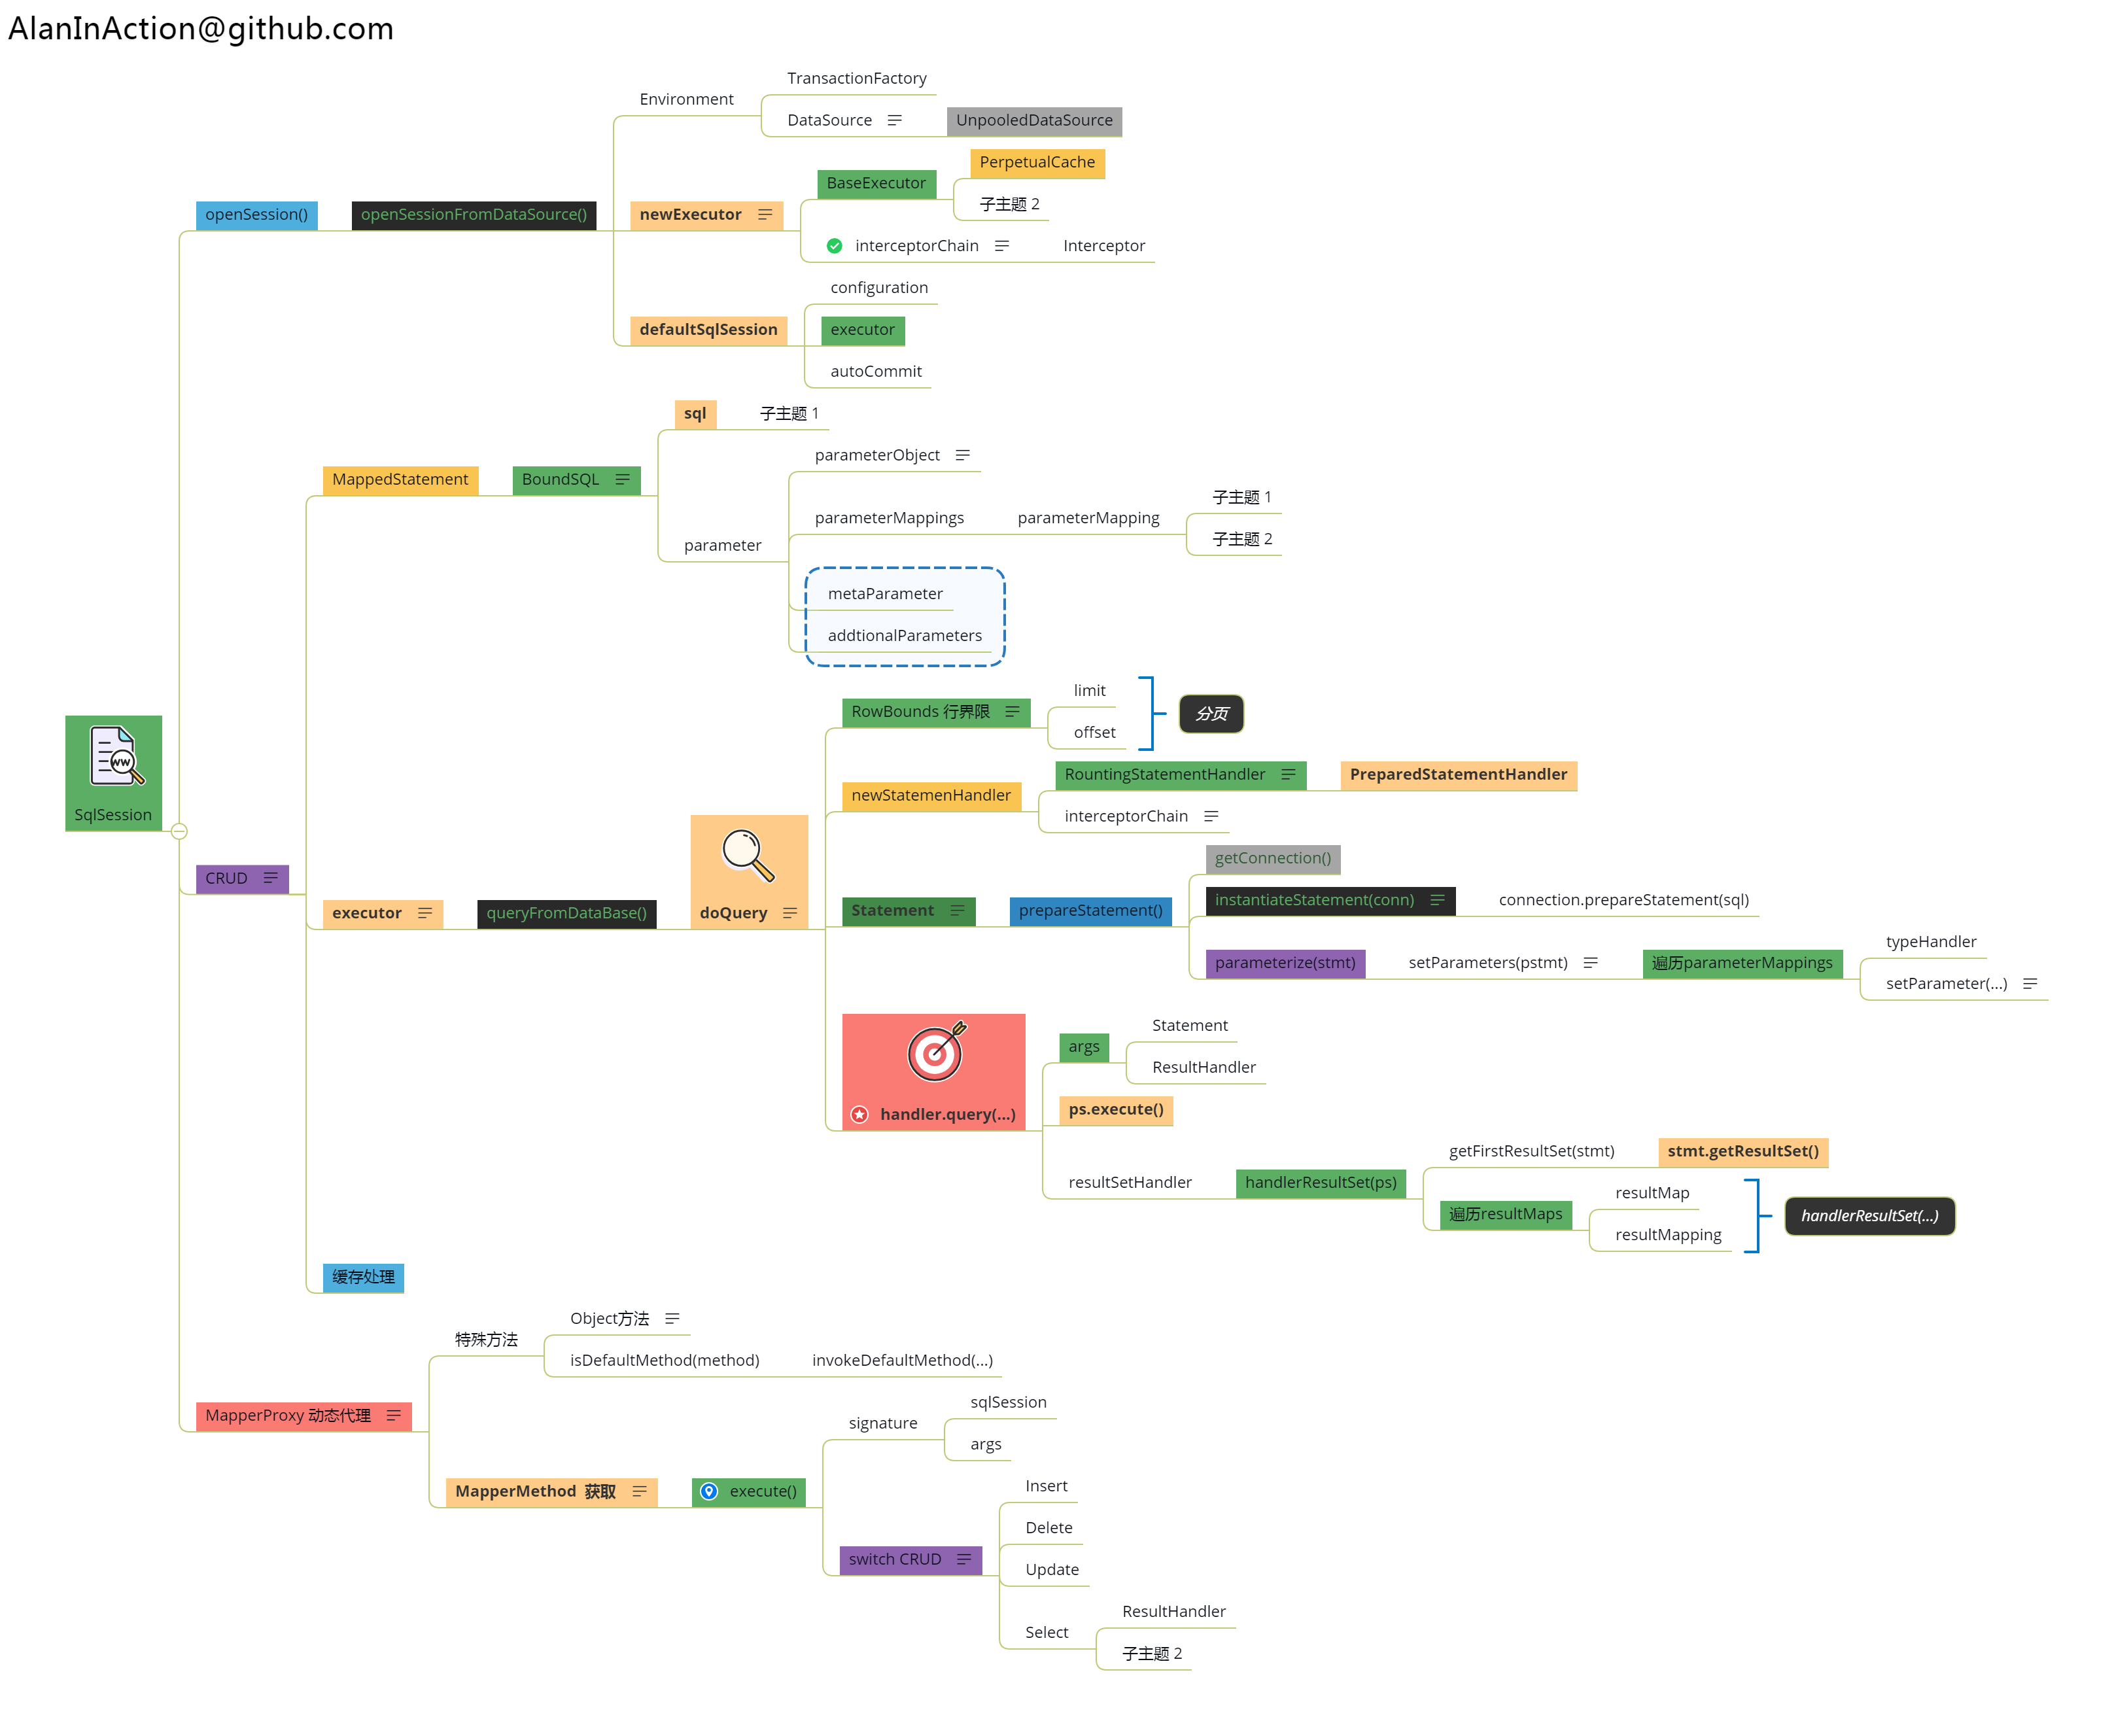 AlanInAction@github.com
TransactionFactory
Environment
DataSource
UnpooledDataSource
PerpetualCache
BaseExecutor
子主题 2
openSession()
openSessionFromDataSource()
newExecutor
interceptorChain
Interceptor
configuration
defaultSqlSession
executor
autoCommit
sql
子主题 1
parameterObject
MappedStatement
BoundSQL
子主题 1
parameterMappings
parameterMapping
子主题 2
parameter
metaParameter
addtionalParameters
limit
RowBounds 行界限
分页
offset
RountingStatementHandler
PreparedStatementHandler
newStatemenHandler
interceptorChain
SqlSession
getConnection()
CRUD
executor
queryFromDataBase()
doQuery
Statement
prepareStatement()
instantiateStatement(conn)
connection.prepareStatement(sql)
typeHandler
parameterize(stmt)
setParameters(pstmt)
遍历parameterMappings
setParameter(...)
Statement
args
ResultHandler
handler.query(...)
ps.execute()
getFirstResultSet(stmt)
stmt.getResultSet()
resultSetHandler
handlerResultSet(ps)
resultMap
遍历resultMaps
handlerResultSet(...)
resultMapping
缓存处理
Object方法
特殊方法
isDefaultMethod(method)
invokeDefaultMethod(...)
MapperProxy 动态代理
sqlSession
signature
args
MapperMethod 获取
execute()
Insert
Delete
switch CRUD
Update
ResultHandler
Select
子主题 2